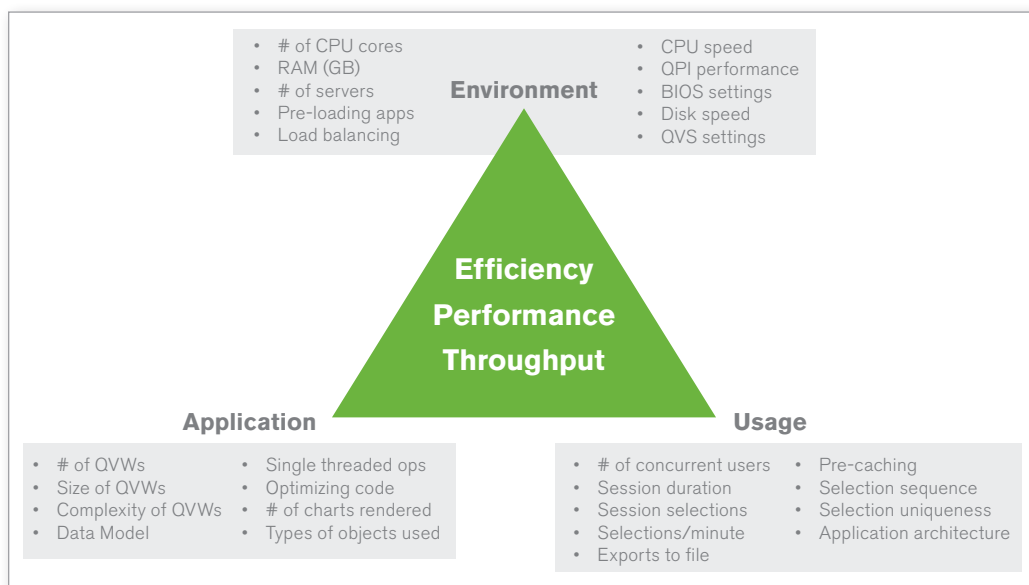 • # of CPU cores
• RAM (GB)
• # of servers
• Pre-loading apps
• Load balancing
Environment
• CPU speed
• QPI performance
• BIOS settings
• Disk speed
• QVS settings
Efficiency
Performance
Throughput
Application
• # of QVWs
• Size of QVWs
• Complexity of QVWs
• Data Model
• Single threaded ops
• Optimizing code
• # of charts rendered
• Types of objects used
Usage
• # of concurrent users
• Session duration
• Session selections
• Selections/minute
• Exports to file
• Pre-caching
• Selection sequence
• Selection uniqueness
• Application architecture